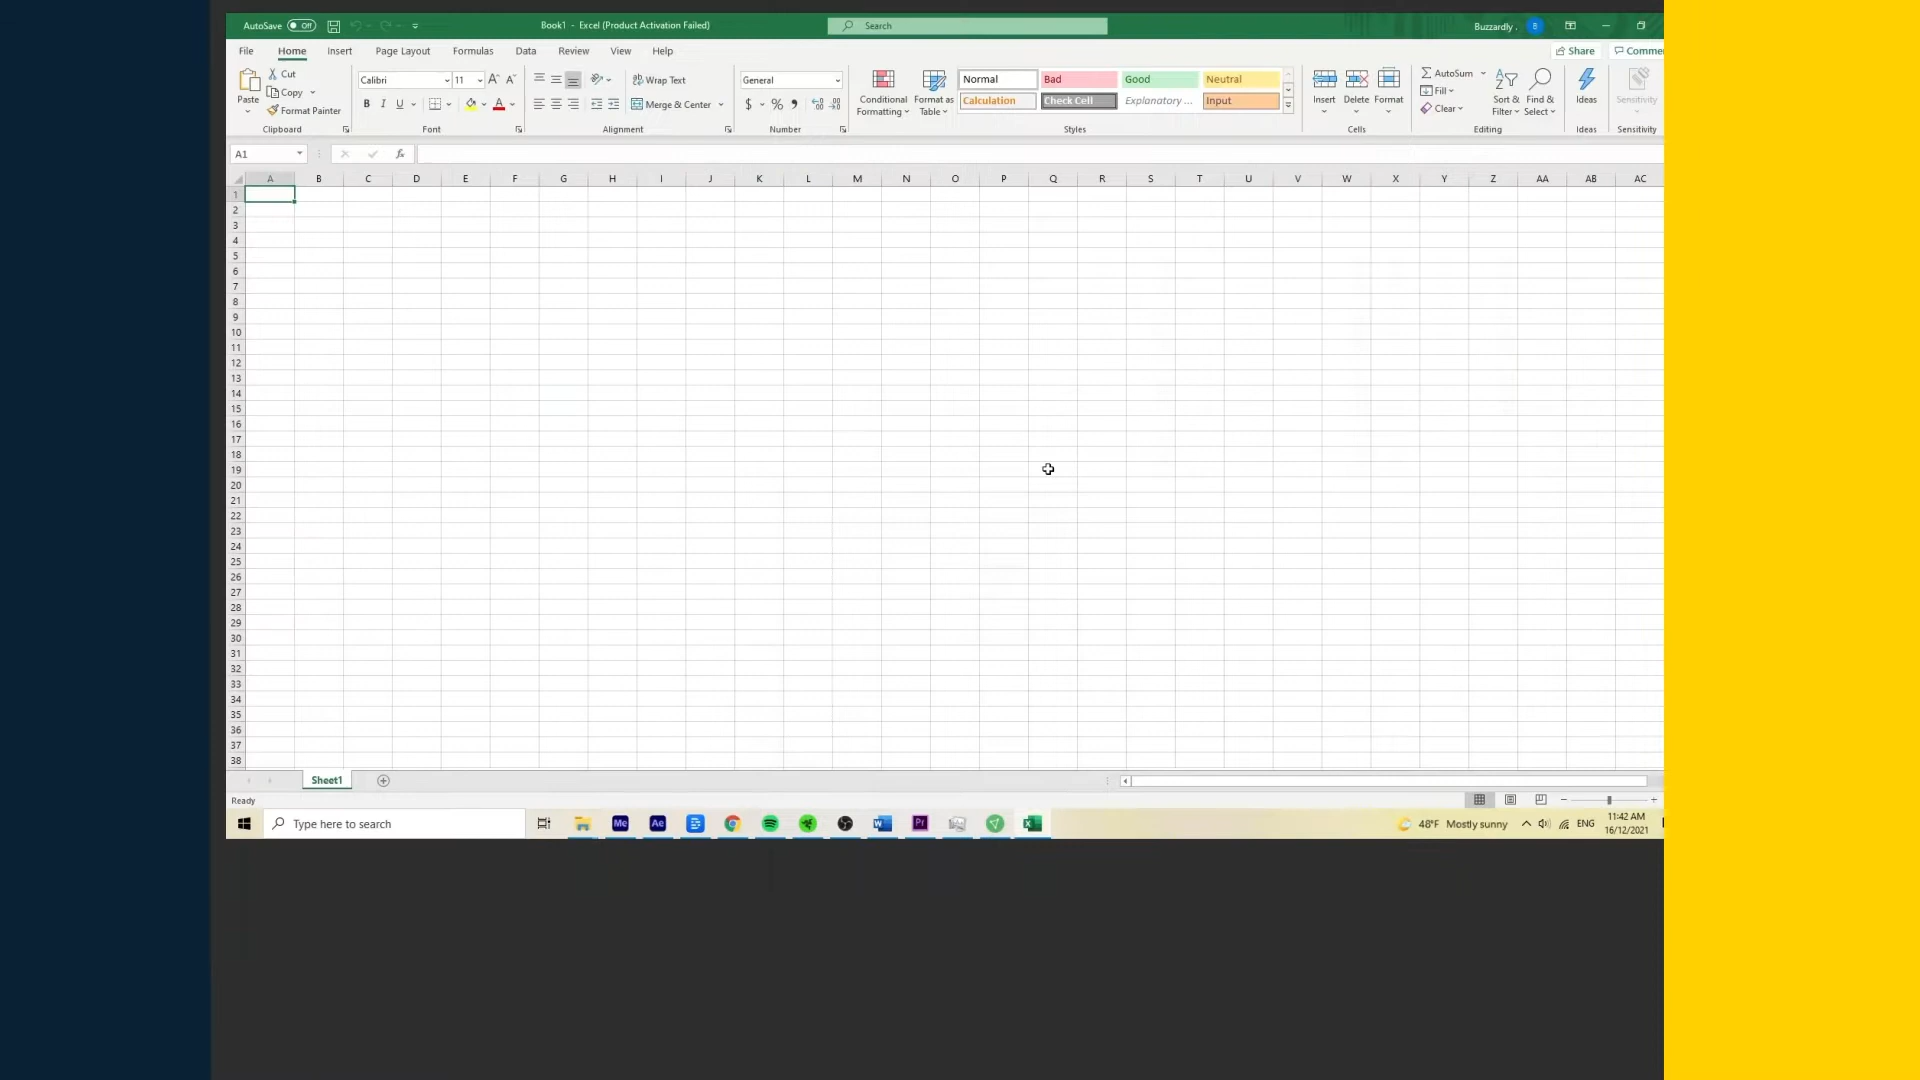 AutoSave Off Book1 - Excel (Product Activation Failed) Search Buzzardly . B
File Home Insert Page Layout Formulas Data Review View Help Share Comme
Paste Cut Copy Format Painter Clipboard
Calibri 11 A A B I U A Font
Wrap Text Merge & Center Alignment
General $ % Number
Conditional Formatting Format as Table Normal Bad Good Neutral Calculation Check Cell Explanatory ... Input Styles
Insert Delete Format Cells
AutoSum Fill Clear Sort & Filter Find & Select Editing
Ideas Ideas
Sensitivity Sensitivity
A1 fx
A B C D E F G H I J K L M N O P Q R S T U V W X Y Z AA AB AC
1
2
3
4
5
6
7
8
9
10
11
12
13
14
15
16
17
18
19
20
21
22
23
24
25
26
27
28
29
30
31
32
33
34
35
36
37
38
Sheet1
Ready
Type here to search Me Ae W Pr X 48°F Mostly sunny ENG 11:42 AM
16/12/2021